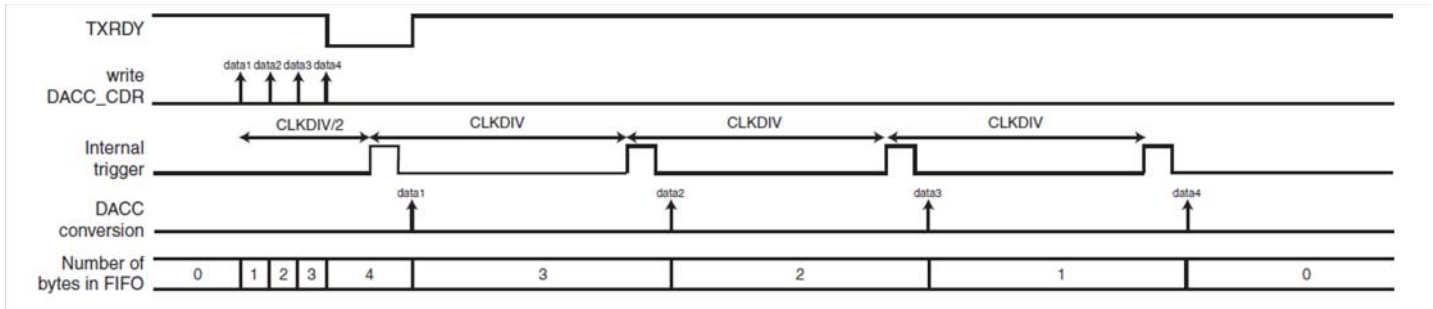 TXRDY
write
DACC_CDR
data1 data2 data3 data4
CLKDIV/2 CLKDIV CLKDIV CLKDIV
Internal
trigger
data1 data2 data3 data4
DACC
conversion
Number of
bytes in FIFO
0 1 2 3 4 3 2 1 0